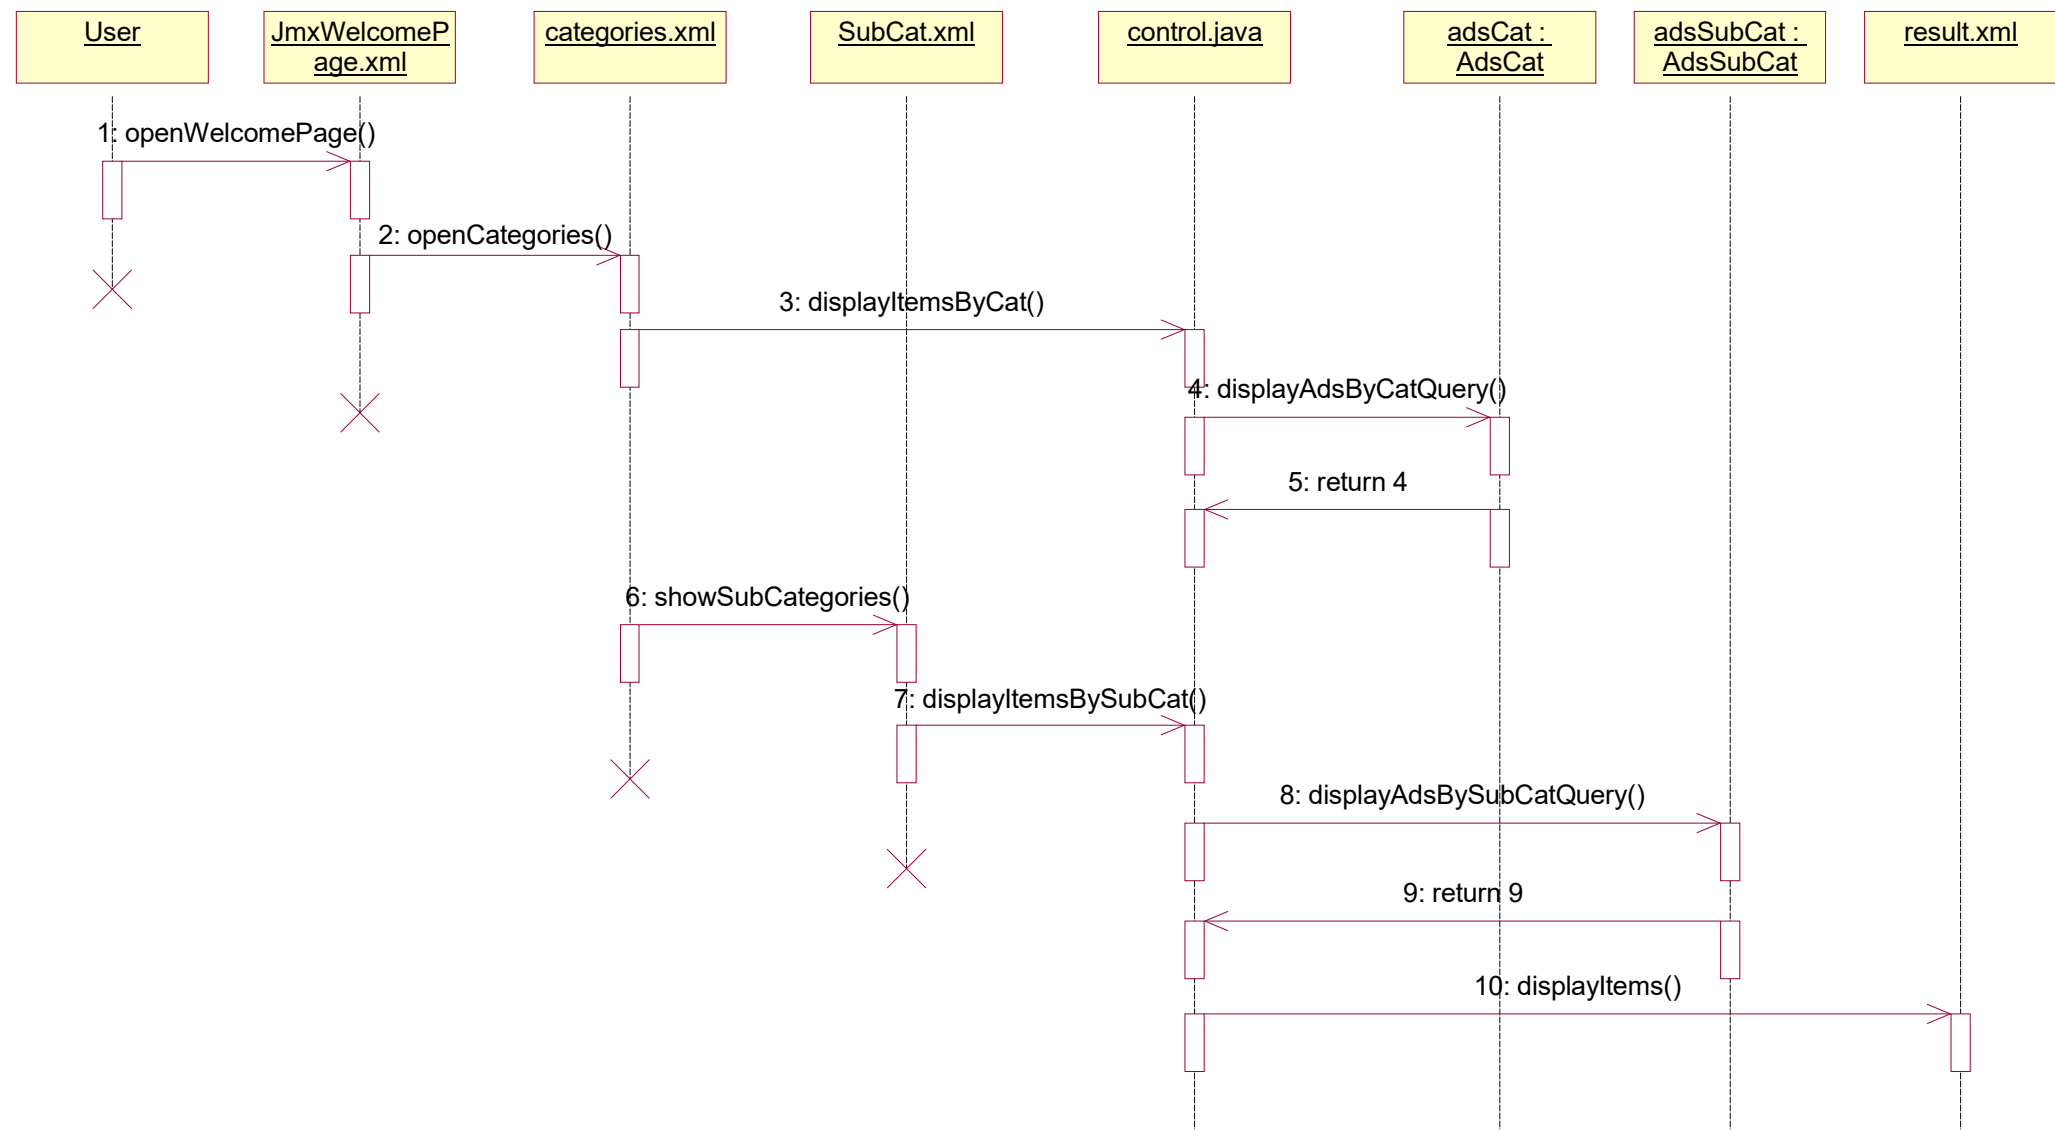 User
JmxWelcomeP
age.xml
categories.xml
SubCat.xml
control.java
adsCat :
AdsCat
adsSubCat :
AdsSubCat
result.xml
1: openWelcomePage()
2: openCategories()
3: displayItemsByCat()
4: displayAdsByCatQuery()
5: return 4
6: showSubCategories()
7: displayItemsBySubCat()
8: displayAdsBySubCatQuery()
9: return 9
10: displayItems()